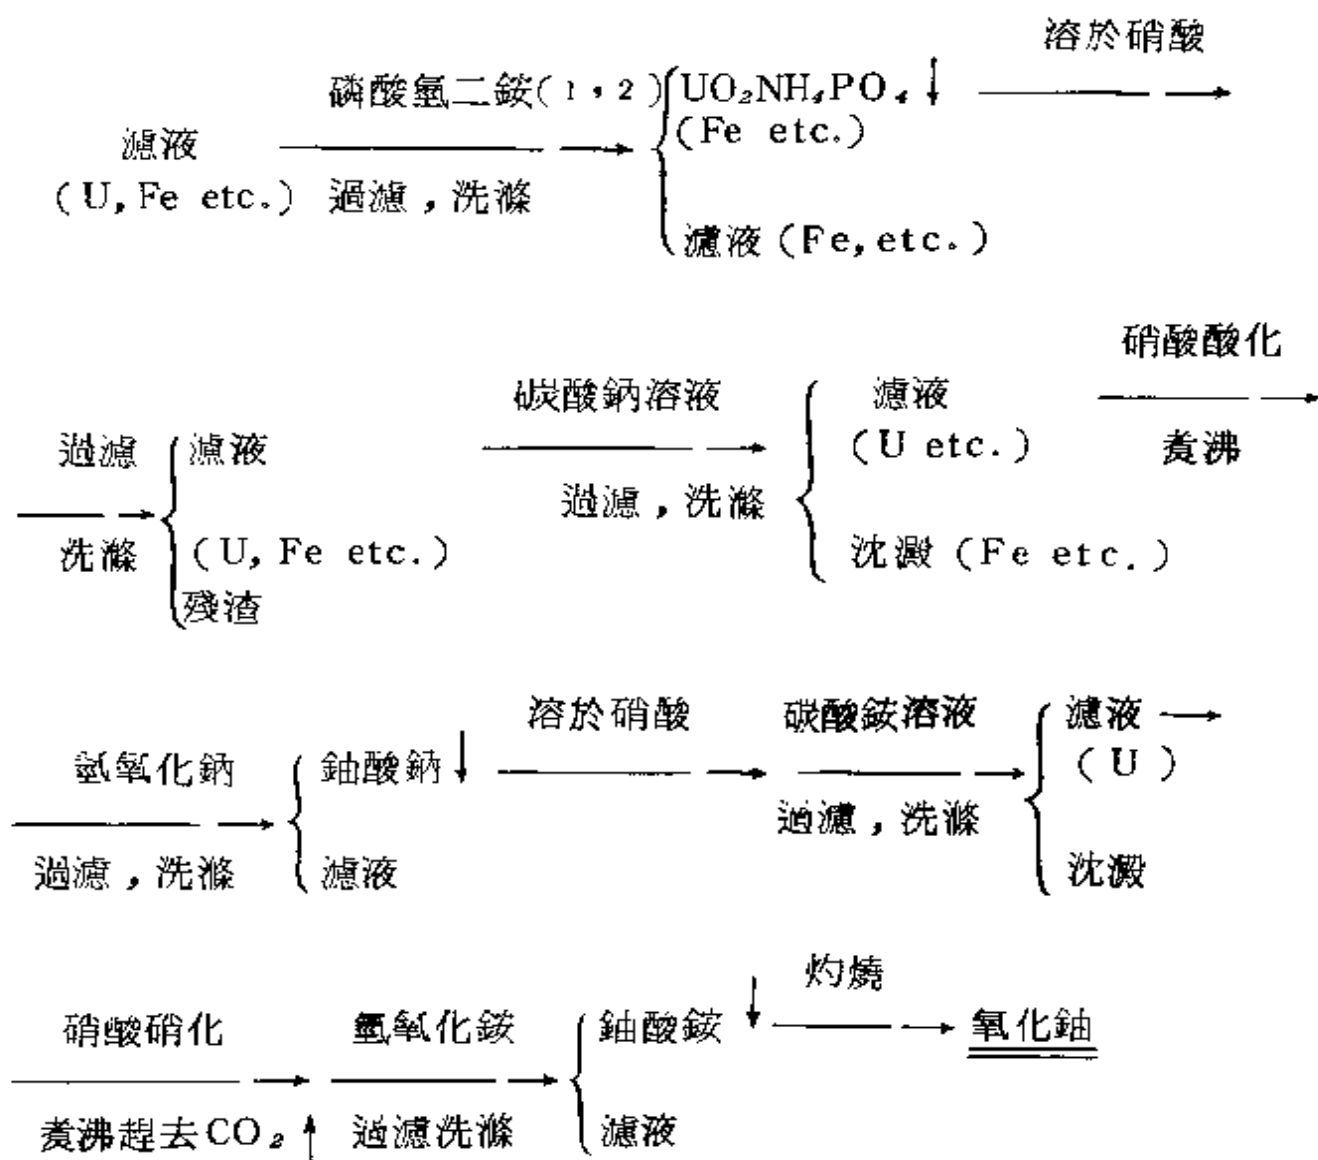 溶於硝酸
磷酸氫二銨(1,2) UO₂NH₄PO₄↓
(Fe etc.)
濾液
(U, Fe etc.) 過濾,洗滌
濾液(Fe, etc.)
硝酸酸化
碳酸鈉溶液 濾液
過濾 濾液 (U etc.) 煮沸
過濾,洗滌
洗滌 (U, Fe etc.) 沈澱(Fe etc.)
殘渣
溶於硝酸 碳酸銨溶液 濾液
氫氧化鈉 鈾酸鈉↓ (U)
過濾,洗滌
過濾,洗滌 濾液 沈澱
灼燒
硝酸硝化 氫氧化銨 鈾酸銨↓ 氧化鈾
煮沸趕去CO₂↑ 過濾洗滌 濾液